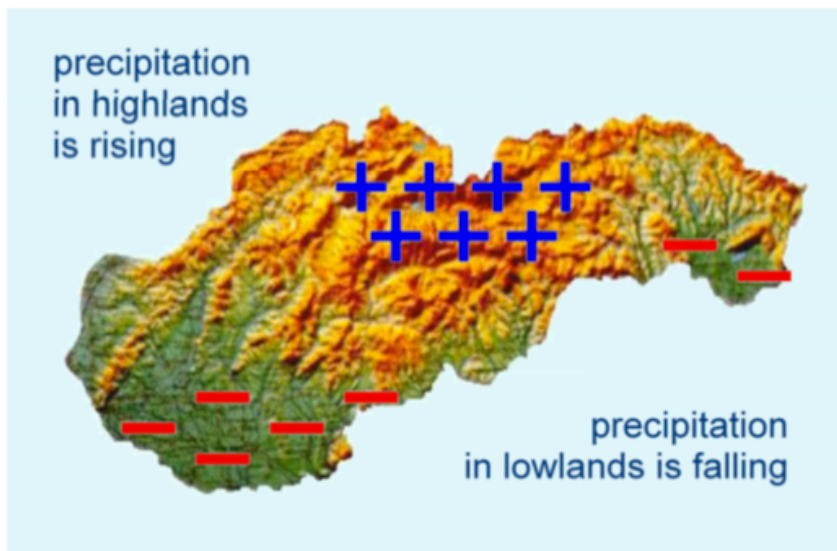 precipitation
in highlands
is rising
precipitation
in lowlands is falling